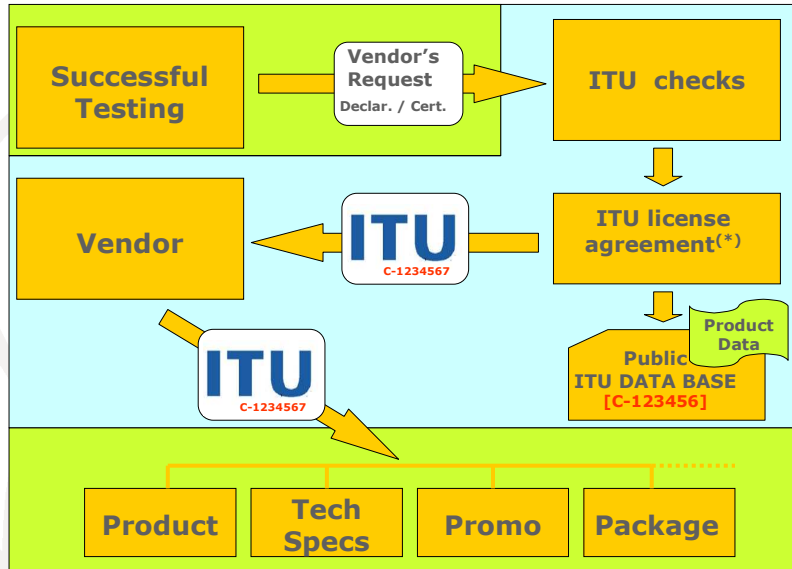 Successful
Testing
Vendor's
Request
Declar. / Cert.
ITU checks
ITU license
agreement(*)
ITU
C-1234567
Vendor
Product
Data
Public
ITU DATA BASE
[C-123456]
ITU
C-1234567
Product
Tech
Specs
Promo
Package